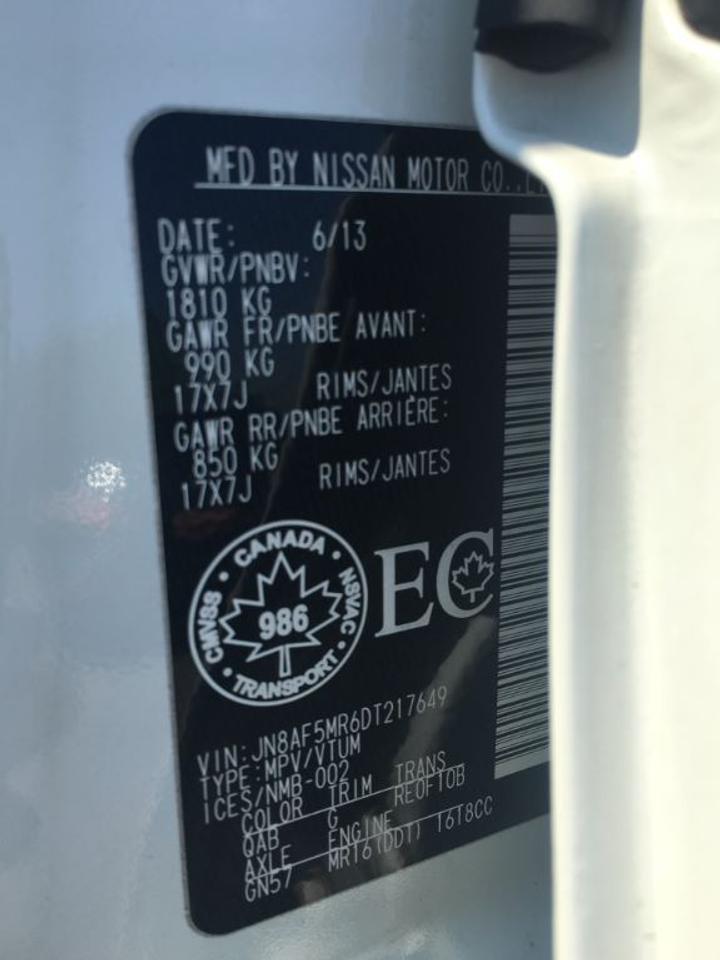 MFD BY NISSAN MOTOR CO.,
DATE: 6/13
GVWR/PNBV:
1810 KG
GAWR FR/PNBE AVANT:
990 KG
17X7J RIMS/JANTES
GAWR RR/PNBE ARRIÈRE:
850 KG
17X7J RIMS/JANTES
CANADA
CMVSS NSVAC
986
TRANSPORT
EC
VIN: JN8AF5MR6DT217649
TYPE: MPV/VTUM
ICES/NMB-002
COLOR TRIM TRANS
QAB G RE0F10B
AXLE ENGINE
GN57 MR16(DDT) 1618CC